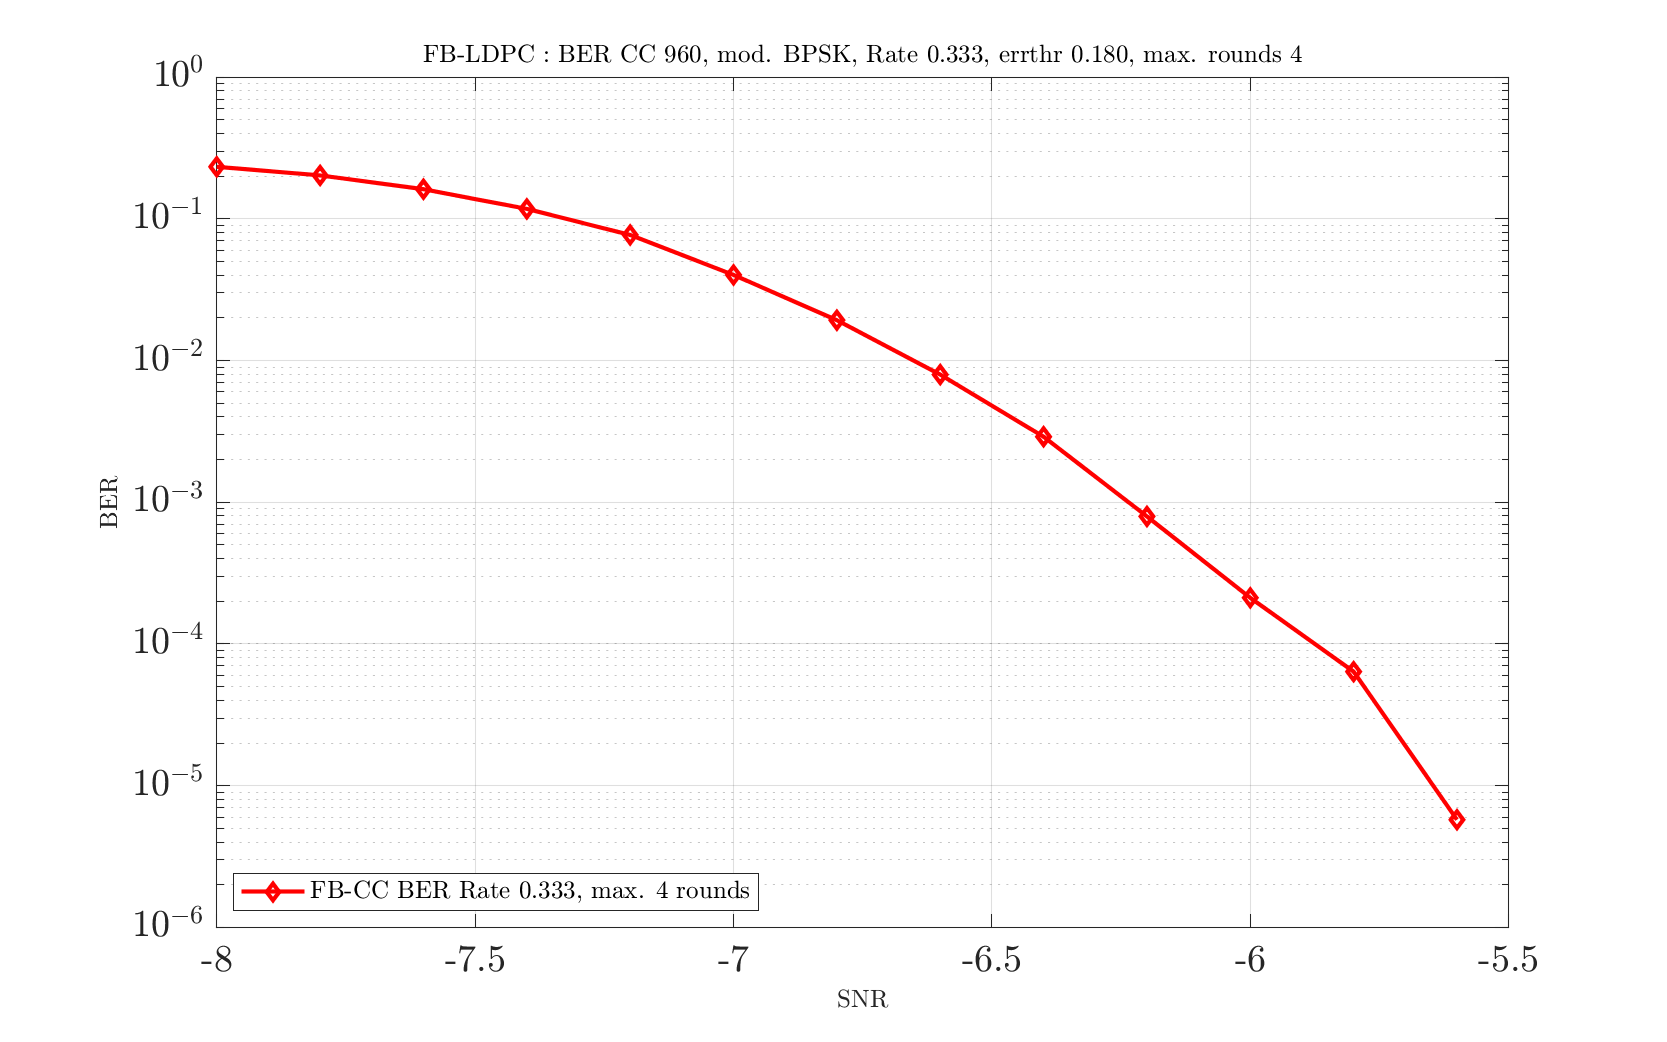 FB-LDPC : BER CC 960, mod. BPSK, Rate 0.333, errthr 0.180, max. rounds 4
10^0
10^-1
10^-2
10^-3
10^-4
10^-5
10^-6
BER
FB-CC BER Rate 0.333, max. 4 rounds
-8 -7.5 -7 -6.5 -6 -5.5
SNR